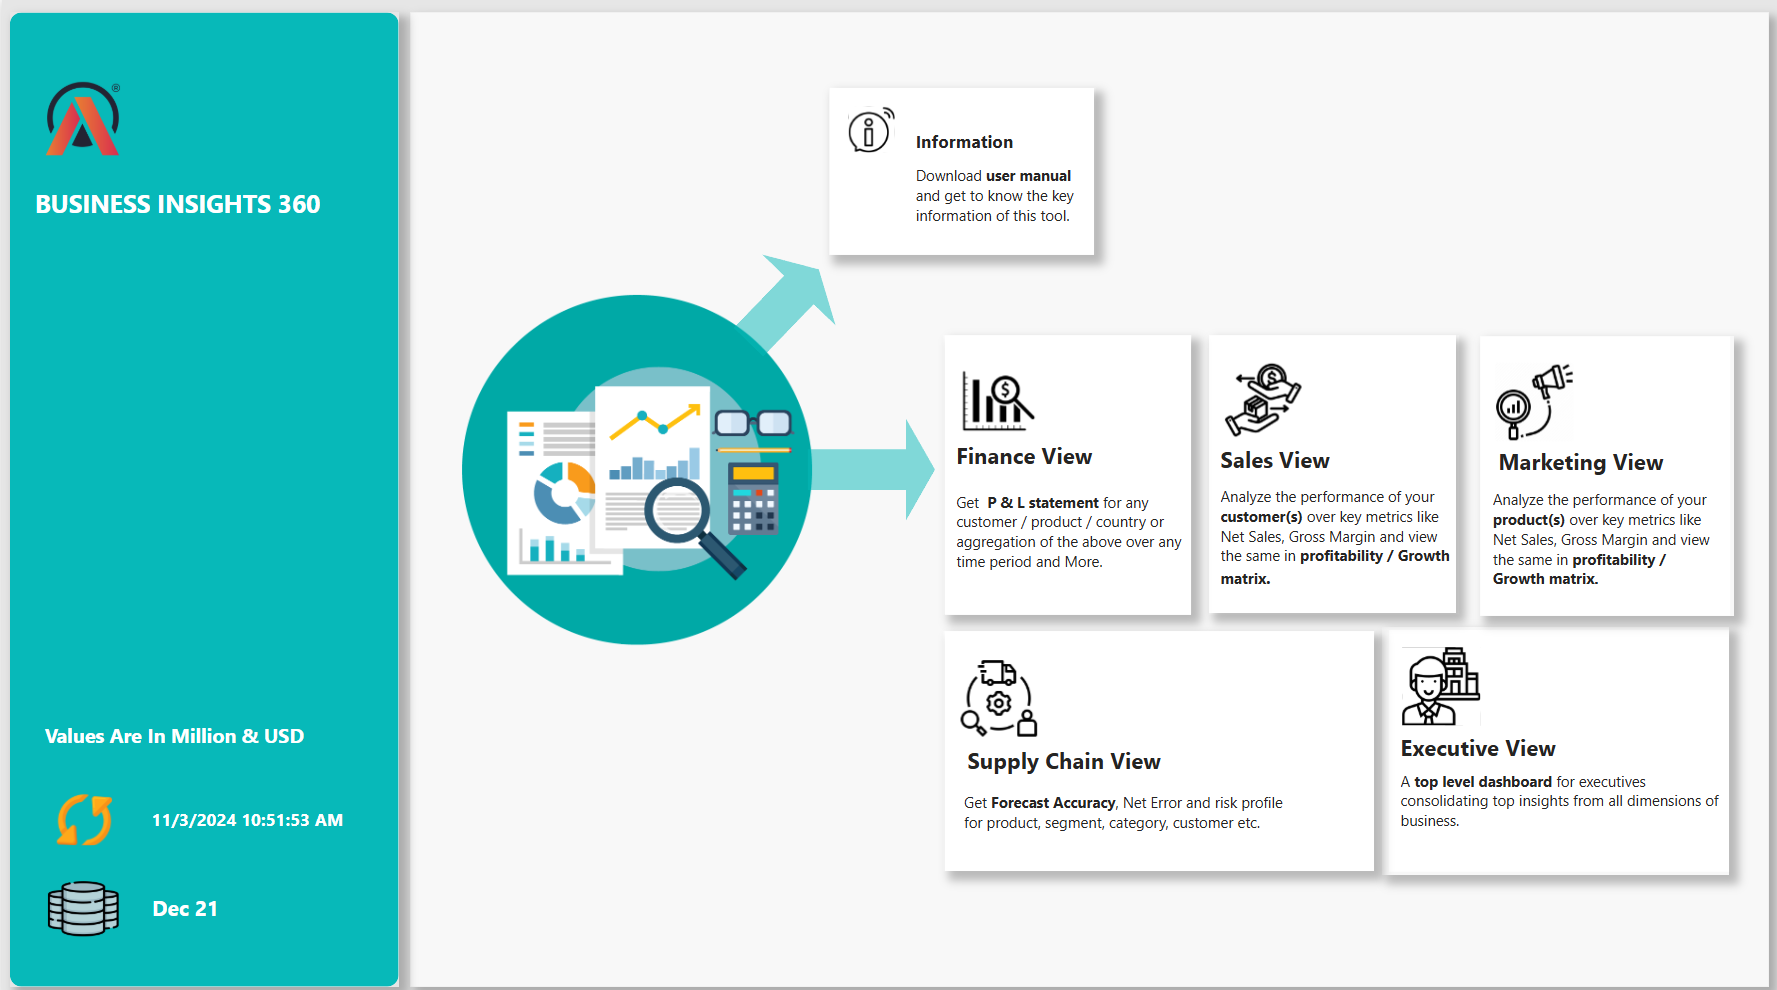 ®
BUSINESS INSIGHTS 360
Values Are In Million & USD
11/3/2024 10:51:53 AM
Dec 21
Information
Download user manual
and get to know the key
information of this tool.
Finance View
Get P & L statement for any
customer / product / country or
aggregation of the above over any
time period and More.
Sales View
Analyze the performance of your
customer(s) over key metrics like
Net Sales, Gross Margin and view
the same in profitability / Growth
matrix.
Marketing View
Analyze the performance of your
product(s) over key metrics like
Net Sales, Gross Margin and view
the same in profitability /
Growth matrix.
Supply Chain View
Get Forecast Accuracy, Net Error and risk profile
for product, segment, category, customer etc.
Executive View
A top level dashboard for executives
consolidating top insights from all dimensions of
business.